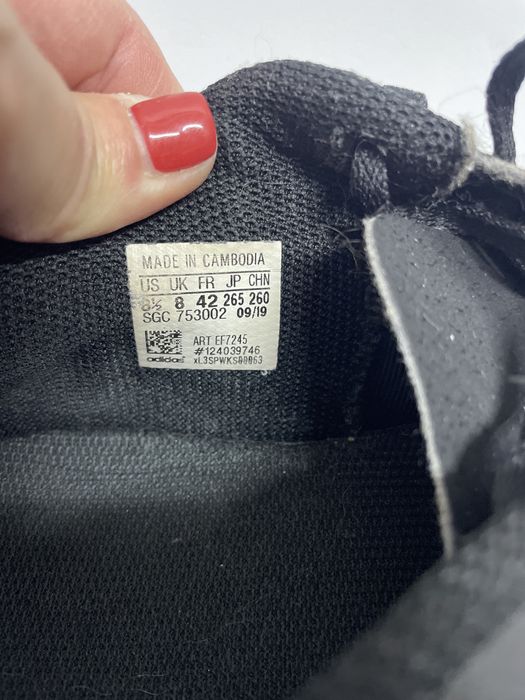 MADE IN CAMBODIA
US UK FR JP CHN
8½ 8 42 265 260
SGC 753002 09/19
ART EF7245
#124039746
adidas